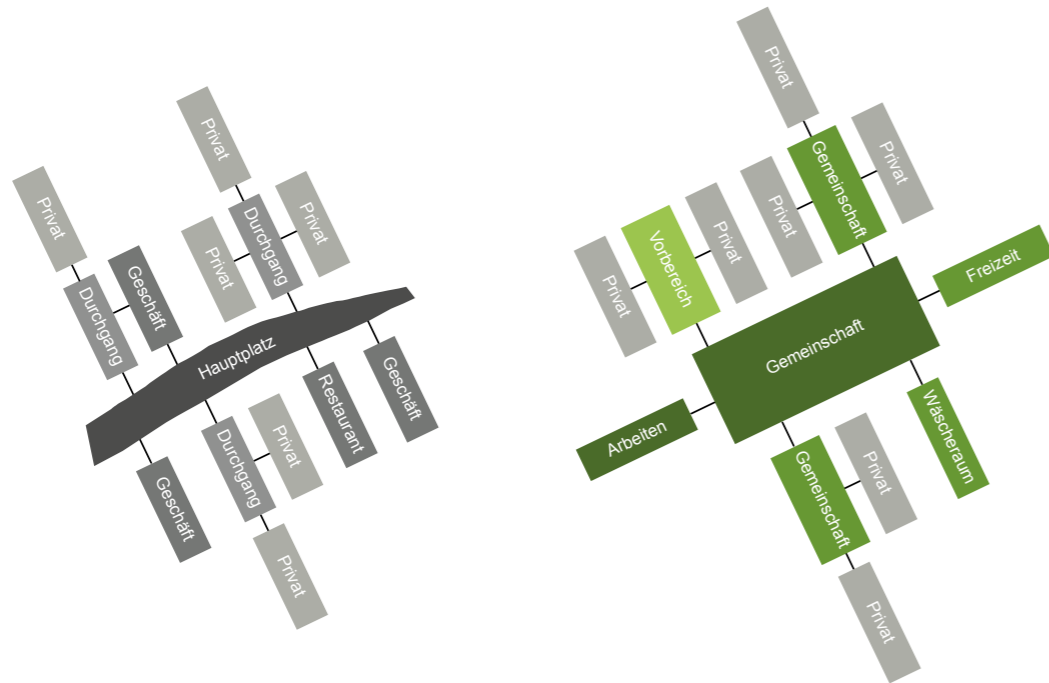 Privat
Privat
Durchgang
Geschäft
Privat
Durchgang
Privat
Hauptplatz
Geschäft
Durchgang
Privat
Privat
Restaurant
Geschäft
Privat
Privat
Gemeinschaft
Privat
Privat
Vorbereich
Privat
Freizeit
Gemeinschaft
Arbeiten
Wäscheraum
Gemeinschaft
Privat
Privat